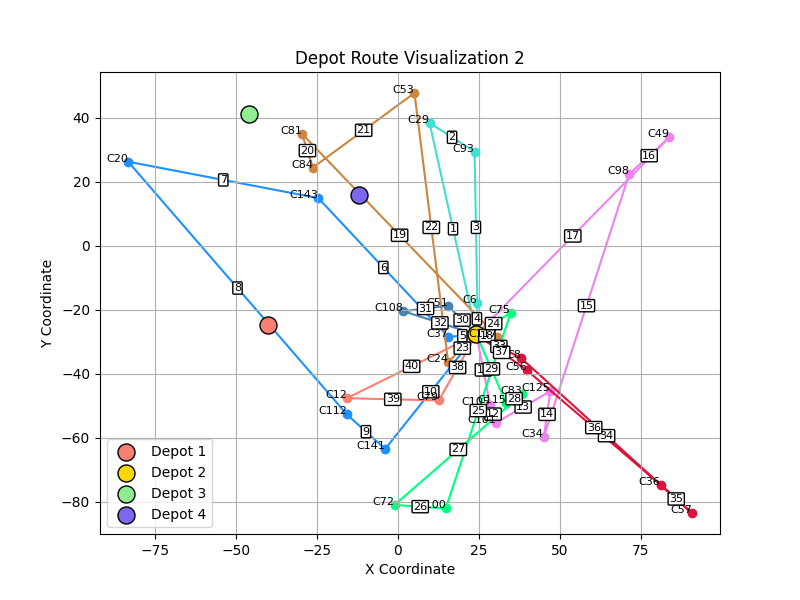 Depot Route Visualization 2
Y Coordinate
40
20
0
−20
−40
−60
−80
C53
C29
2
C93
C81
21
20
C84
C49
16
C98
C20
7
C143
19
1
22
3
17
6
8
15
C6
C108
31
C51
C75
32
30
4
24
C37
23
37
C24
38
40
29
C56
C12
39
10
C83
C125
28
C112
25
12
13
14
9
C141
27
C34
36
34
C36
35
C57
C72
26
Depot 1
Depot 2
Depot 3
Depot 4
−75
−50
−25
0
25
50
75
X Coordinate